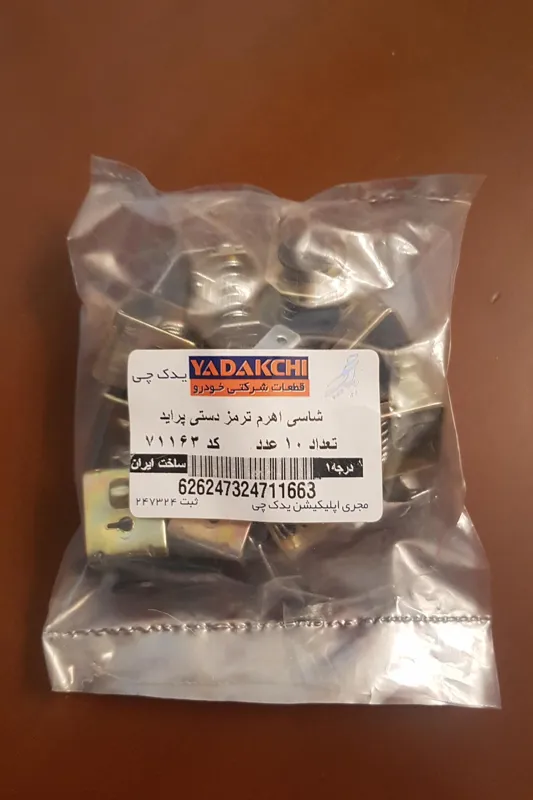 یدک چی YADAKCHI
قطعات شرکتی خودرو
شاسی اهرم ترمز دستی پراید
تعداد ۱۰ عدد کد ۷۱۱۶۳
درجه۱ ساخت ایران
626247324711663
مجری اپلیکیشن یدک چی ثبت ۲۴۷۳۲۴